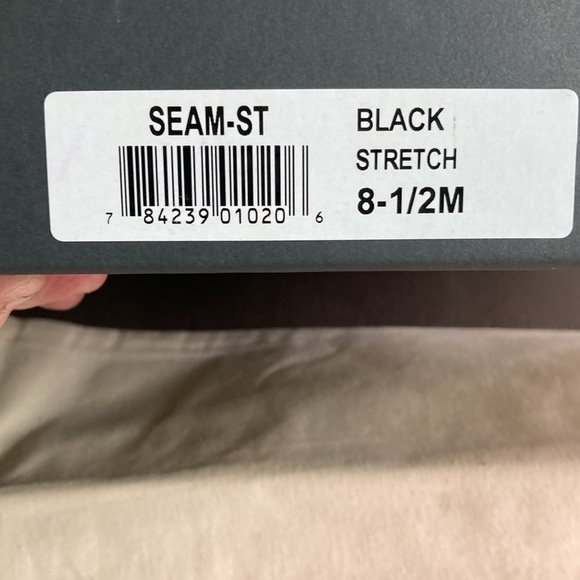 SEAM-ST
7 84239 01020 6
BLACK
STRETCH
8-1/2M